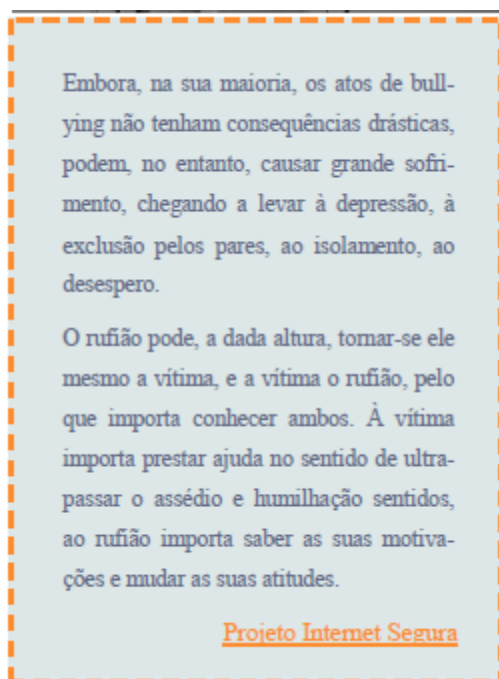 Embora, na sua maioria, os atos de bull-
ying não tenham consequências drásticas,
podem, no entanto, causar grande sofri-
mento, chegando a levar à depressão, à
exclusão pelos pares, ao isolamento, ao
desespero.
O rufião pode, a dada altura, tornar-se ele
mesmo a vítima, e a vítima o rufião, pelo
que importa conhecer ambos. À vítima
importa prestar ajuda no sentido de ultra-
passar o assédio e humilhação sentidos,
ao rufião importa saber as suas motiva-
ções e mudar as suas atitudes.
Projeto Internet Segura